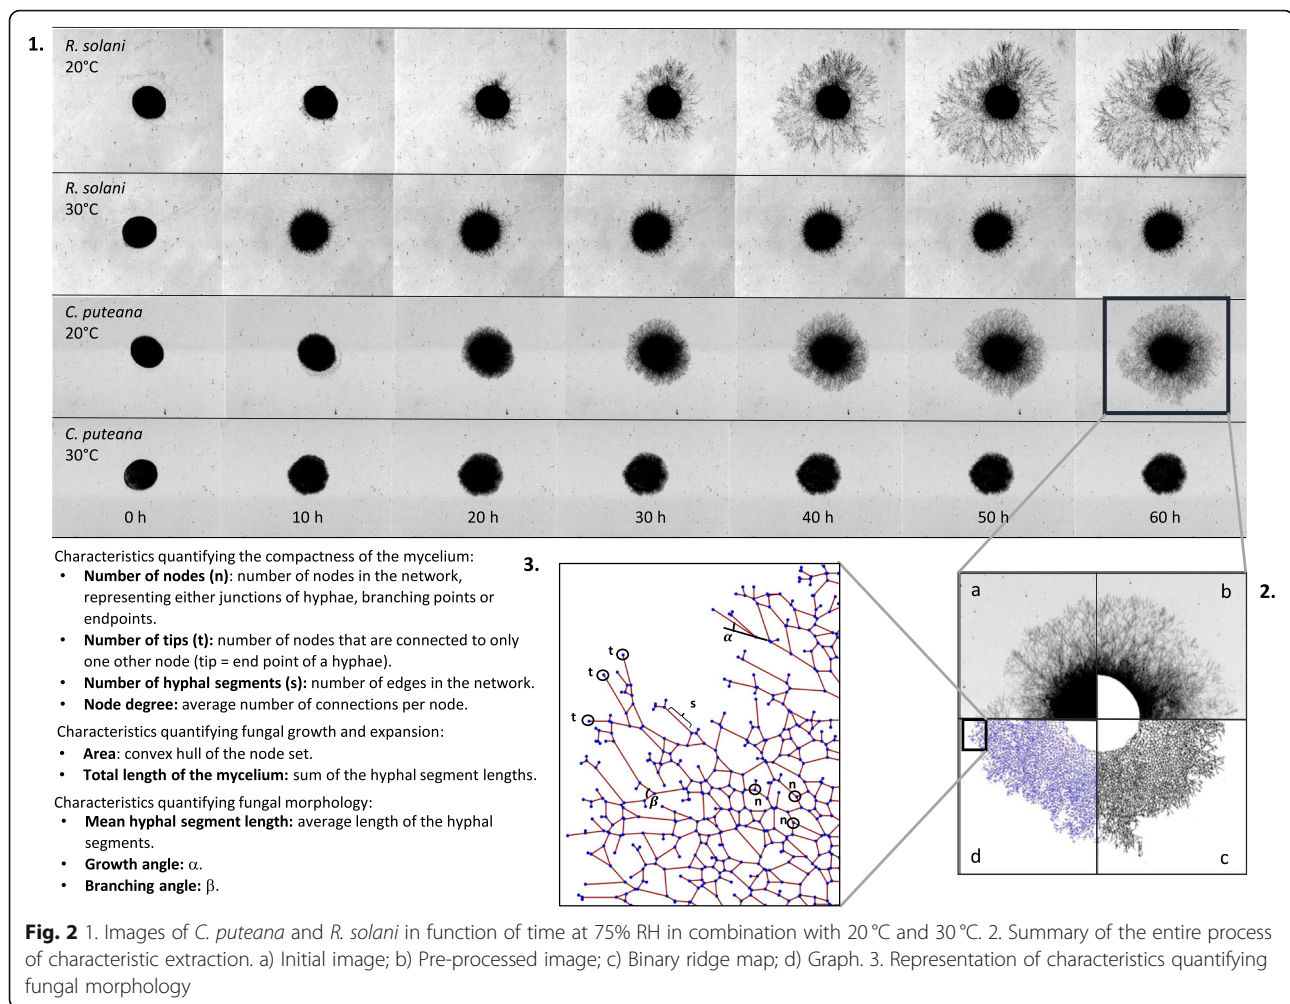 1.
R. solani
20°C
R. solani
30°C
C. puteana
20°C
C. puteana
30°C
0 h
10 h
20 h
30 h
40 h
50 h
60 h
Characteristics quantifying the compactness of the mycelium:
• Number of nodes (n): number of nodes in the network,
representing either junctions of hyphae, branching points or
endpoints.
• Number of tips (t): number of nodes that are connected to only
one other node (tip = end point of a hyphae).
• Number of hyphal segments (s): number of edges in the network.
• Node degree: average number of connections per node.
Characteristics quantifying fungal growth and expansion:
• Area: convex hull of the node set.
• Total length of the mycelium: sum of the hyphal segment lengths.
Characteristics quantifying fungal morphology:
• Mean hyphal segment length: average length of the hyphal
segments.
• Growth angle: α.
• Branching angle: β.
3.
α
t
t
t
s
β
n
n
n
2.
a
b
d
c
Fig. 2 1. Images of C. puteana and R. solani in function of time at 75% RH in combination with 20 °C and 30 °C. 2. Summary of the entire process
of characteristic extraction. a) Initial image; b) Pre-processed image; c) Binary ridge map; d) Graph. 3. Representation of characteristics quantifying
fungal morphology